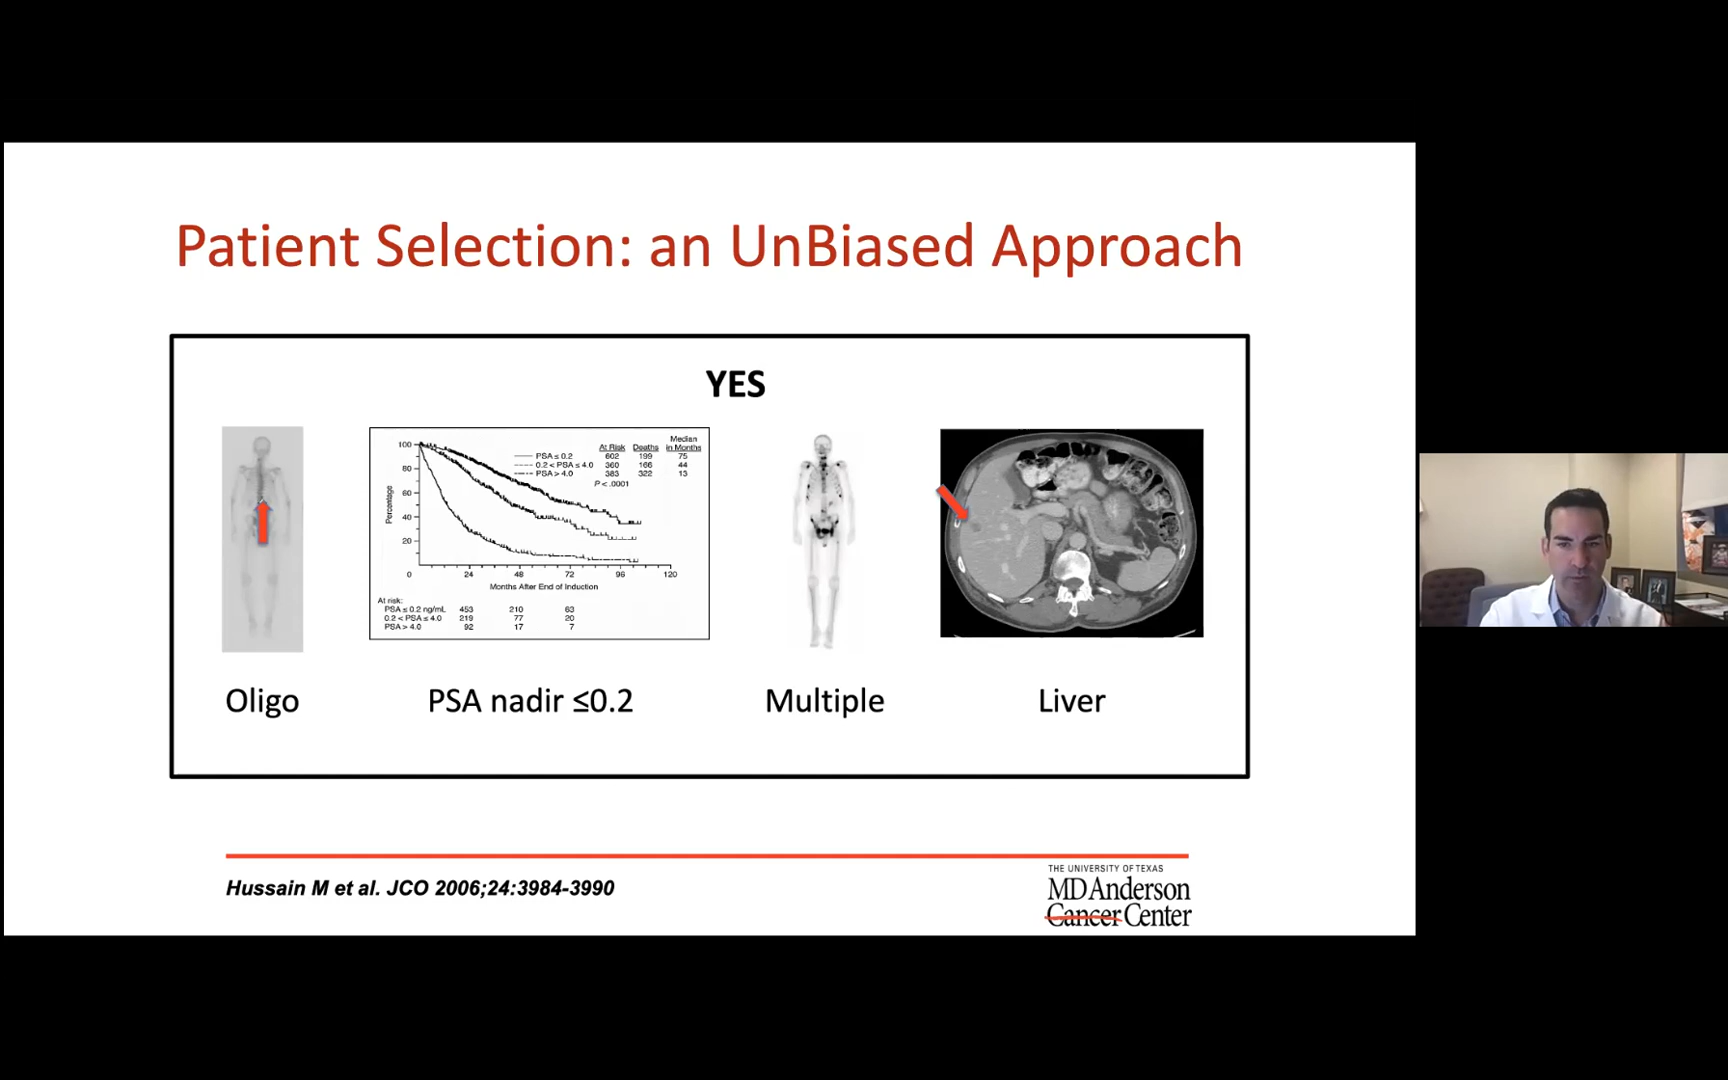 Patient Selection: an UnBiased Approach
YES
Median
At Risk Deaths in Months
PSA ≤ 0.2 602 199 75
0.2 < PSA ≤ 4.0 360 166 44
PSA > 4.0 383 322 13
P < .0001
100
80
60
40
20
0
Percentage
24 48 72 96 120
Months After End of Induction
At risk:
PSA ≤ 0.2 ng/mL 453 210 63
0.2 < PSA ≤ 4.0 219 77 20
PSA > 4.0 92 17 7
Oligo
PSA nadir ≤0.2
Multiple
Liver
Hussain M et al. JCO 2006;24:3984-3990
THE UNIVERSITY OF TEXAS
MD Anderson
Cancer Center